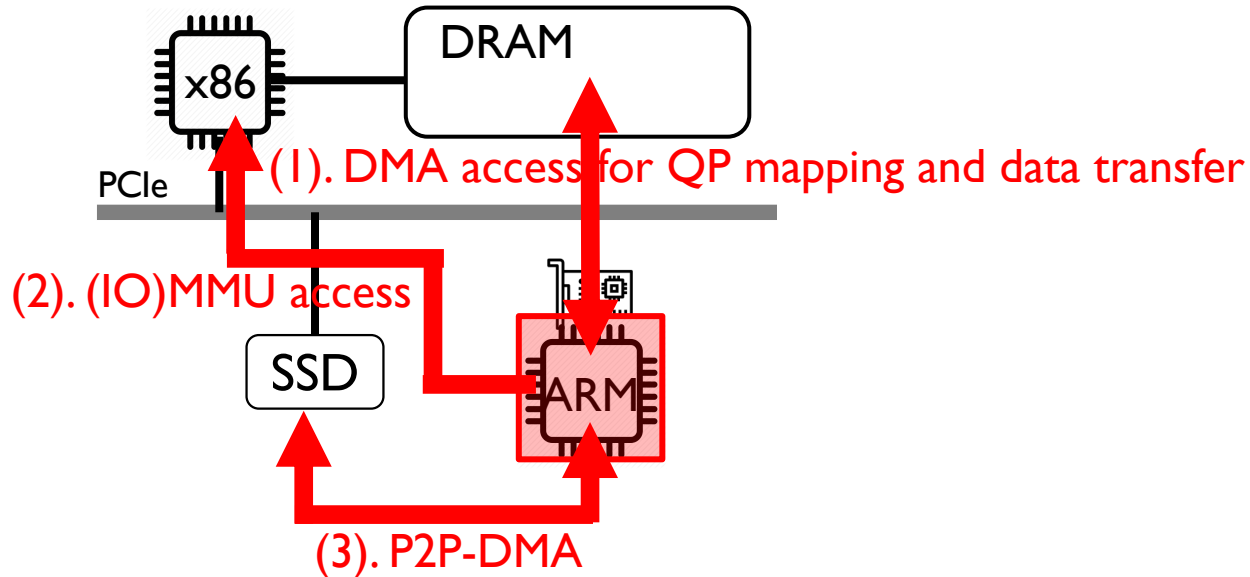 DRAM
x86
(1). DMA access for QP mapping and data transfer
PCIe
(2). (IO)MMU access
SSD
ARM
(3). P2P-DMA